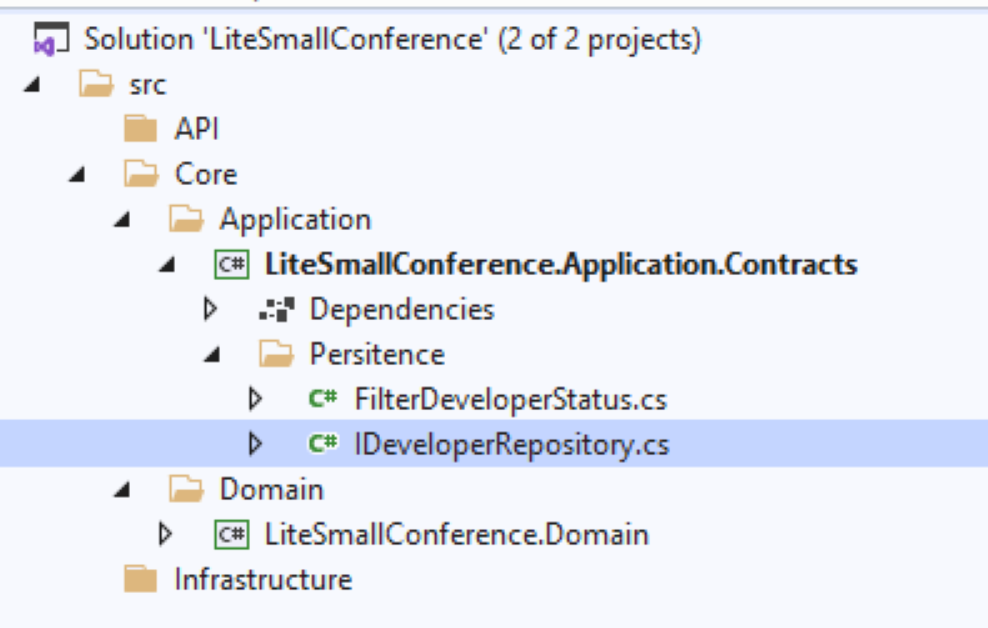 Solution 'LiteSmallConference' (2 of 2 projects)
src
API
Core
Application
C# LiteSmallConference.Application.Contracts
Dependencies
Persitence
C# FilterDeveloperStatus.cs
C# IDeveloperRepository.cs
Domain
C# LiteSmallConference.Domain
Infrastructure